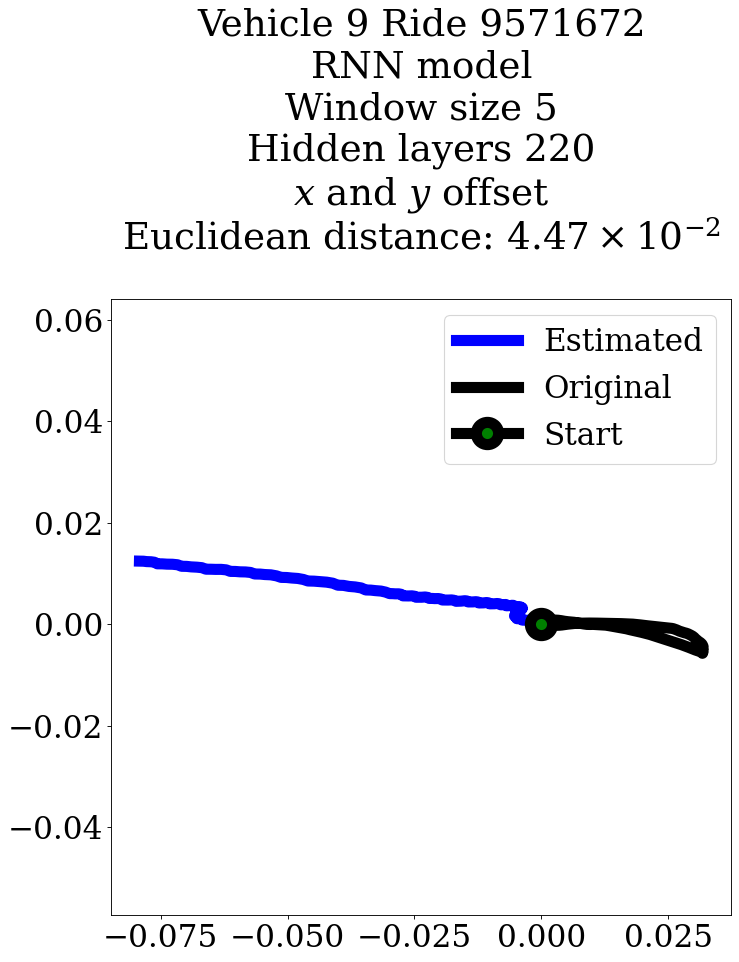 Vehicle 9 Ride 9571672
RNN model
Window size 5
Hidden layers 220
x and y offset
Euclidean distance: 4.47 × 10⁻²
Estimated
Original
Start
0.06
0.04
0.02
0.00
−0.02
−0.04
−0.075 −0.050 −0.025 0.000 0.025